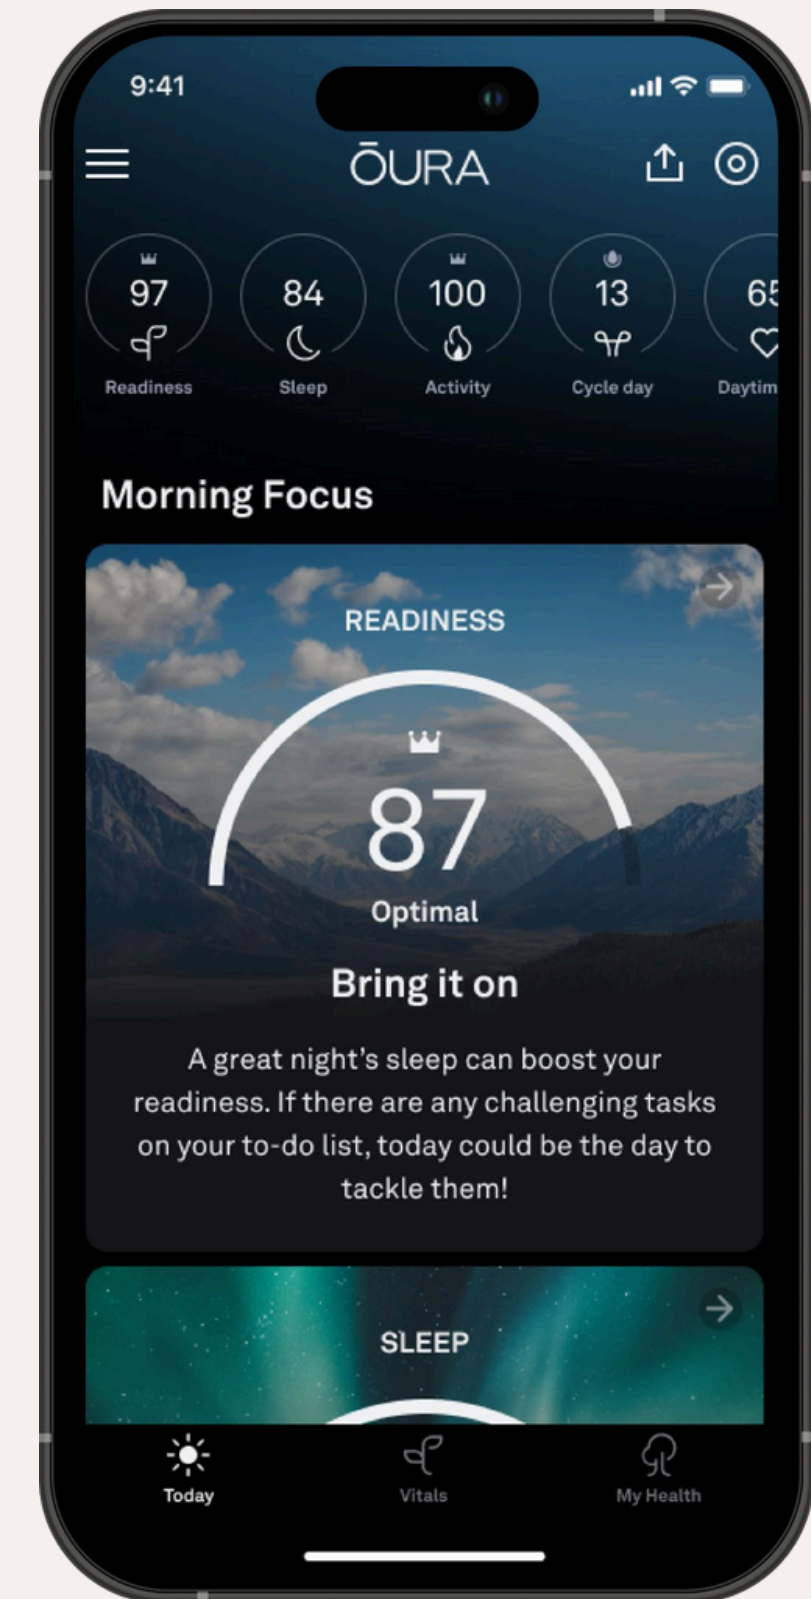 9:41
ŌURA
97 84 100 13 65
Readiness Sleep Activity Cycle day Daytim
Morning Focus
READINESS
87
Optimal
Bring it on
A great night’s sleep can boost your
readiness. If there are any challenging tasks
on your to-do list, today could be the day to
tackle them!
SLEEP
Today Vitals My Health